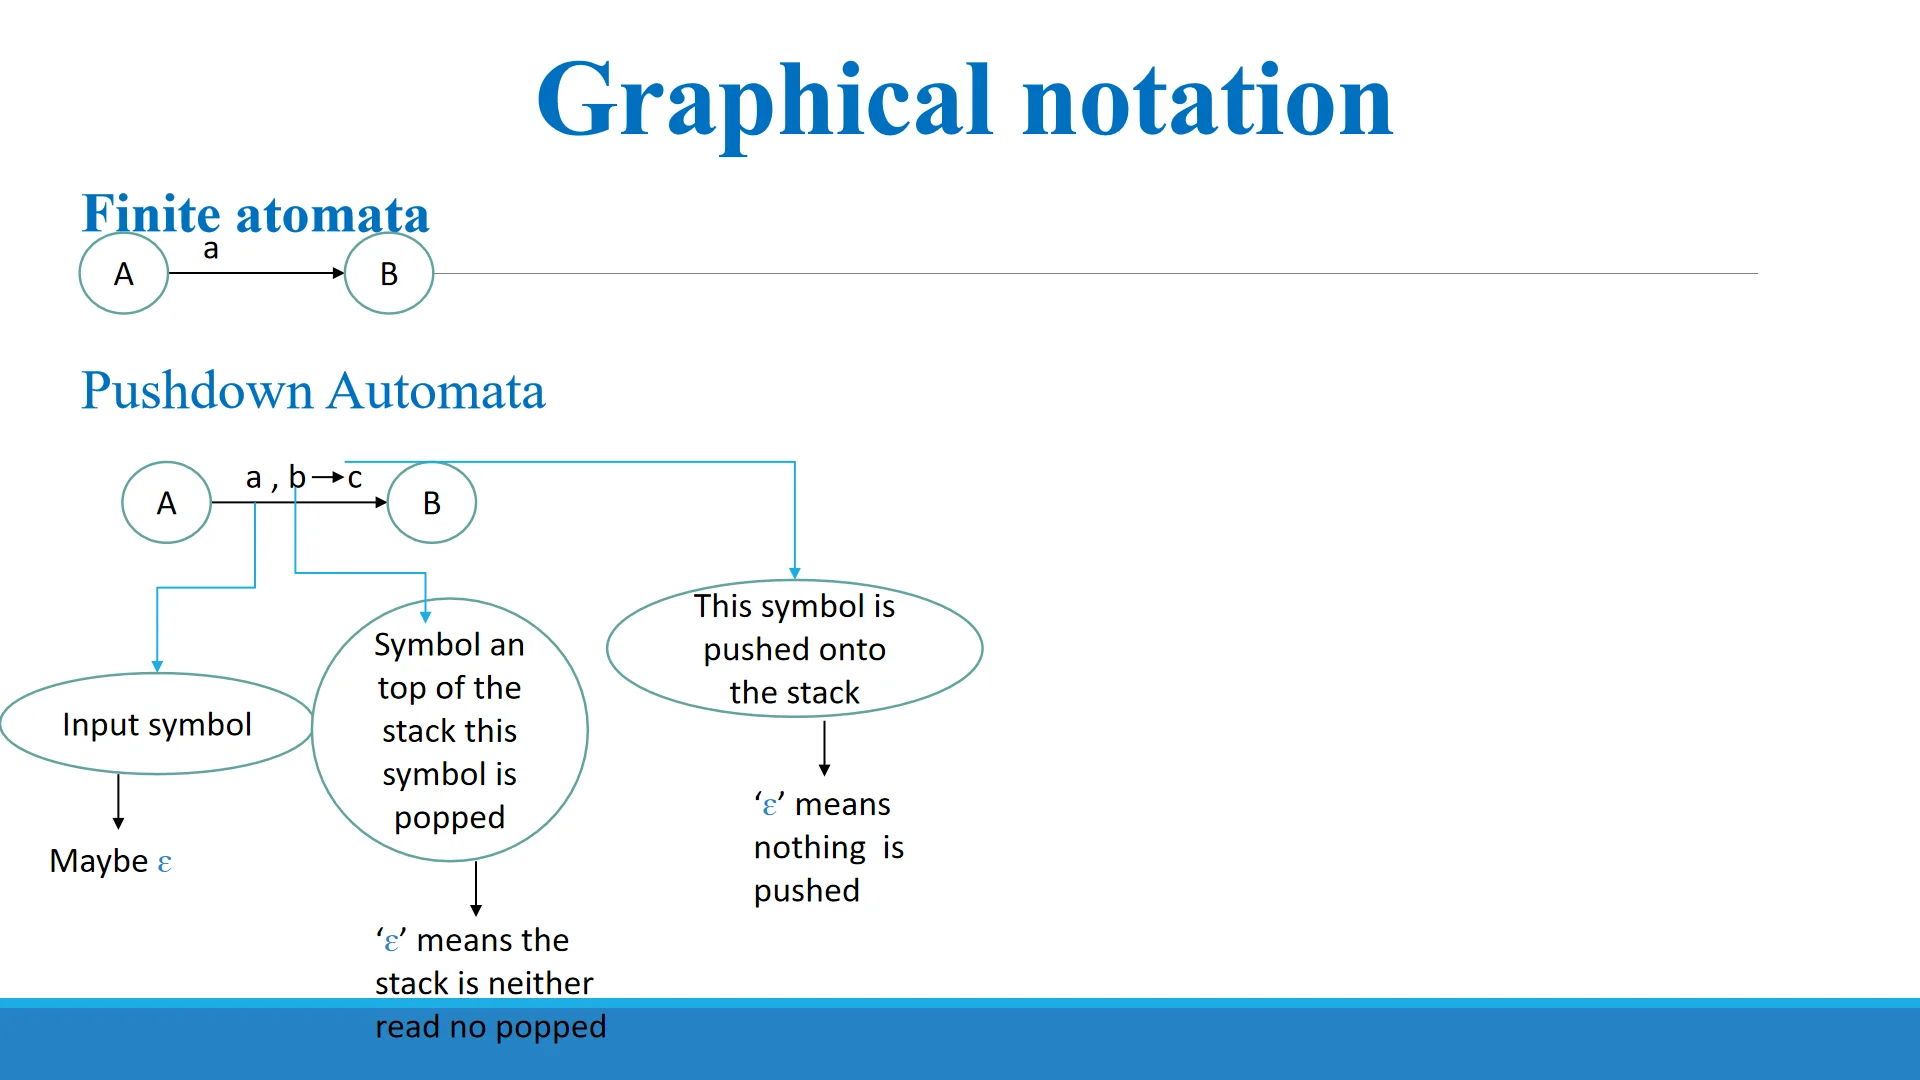 Graphical notation
Finite atomata
a
A
B
Pushdown Automata
a , b→c
A
B
This symbol is
pushed onto
the stack
Symbol an
top of the
stack this
symbol is
popped
Input symbol
‘ε’ means
nothing is
pushed
Maybe ε
‘ε’ means the
stack is neither
read no popped